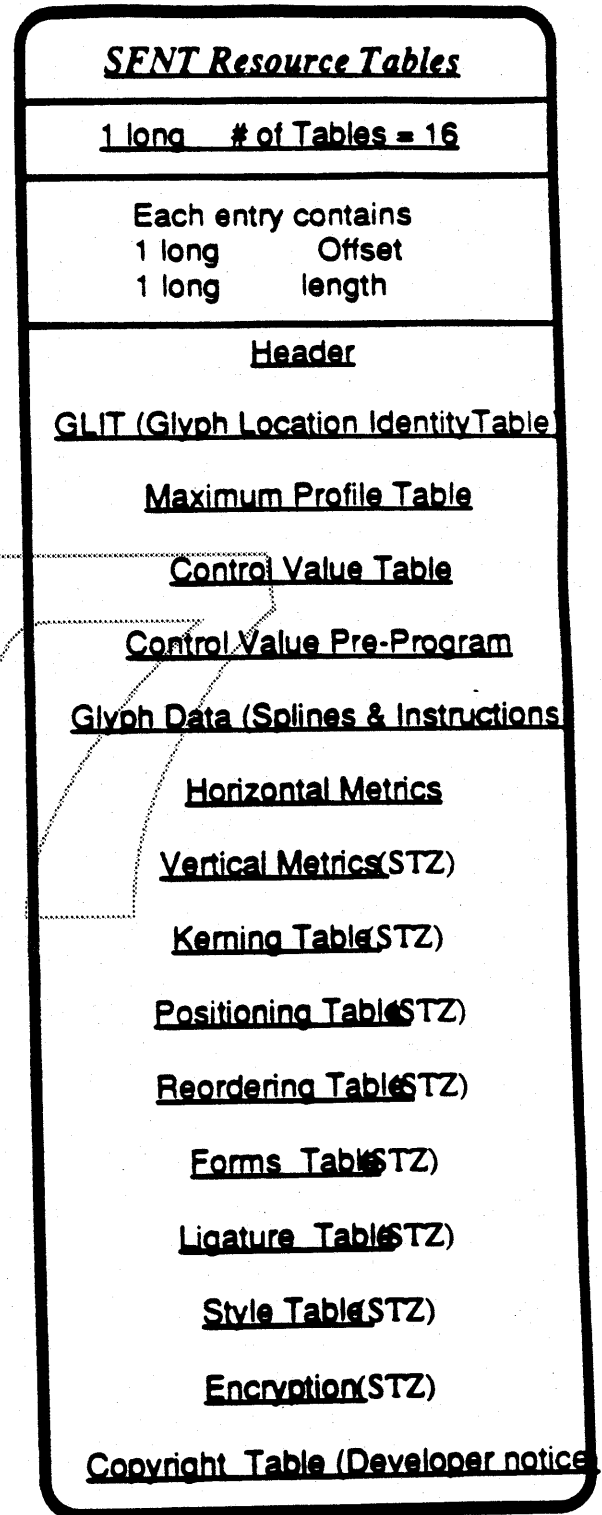 SFNT Resource Tables
1 long # of Tables = 16
Each entry contains
1 long Offset
1 long length
Header
GLIT (Glyph Location IdentityTable)
Maximum Profile Table
Control Value Table
Control Value Pre-Program
Glyph Data (Splines & Instructions)
Horizontal Metrics
Vertical Metrics(STZ)
Kerning Table(STZ)
Positioning Table(STZ)
Reordering Table(STZ)
Forms Table(STZ)
Ligature Table(STZ)
Style Table(STZ)
Encryption(STZ)
Copyright Table (Developer notice)